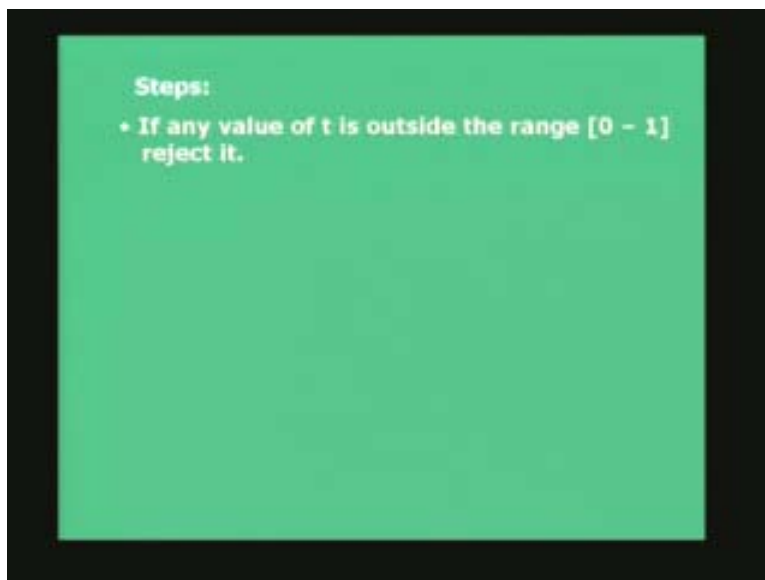 Steps:
• If any value of t is outside the range [0 – 1]
reject it.